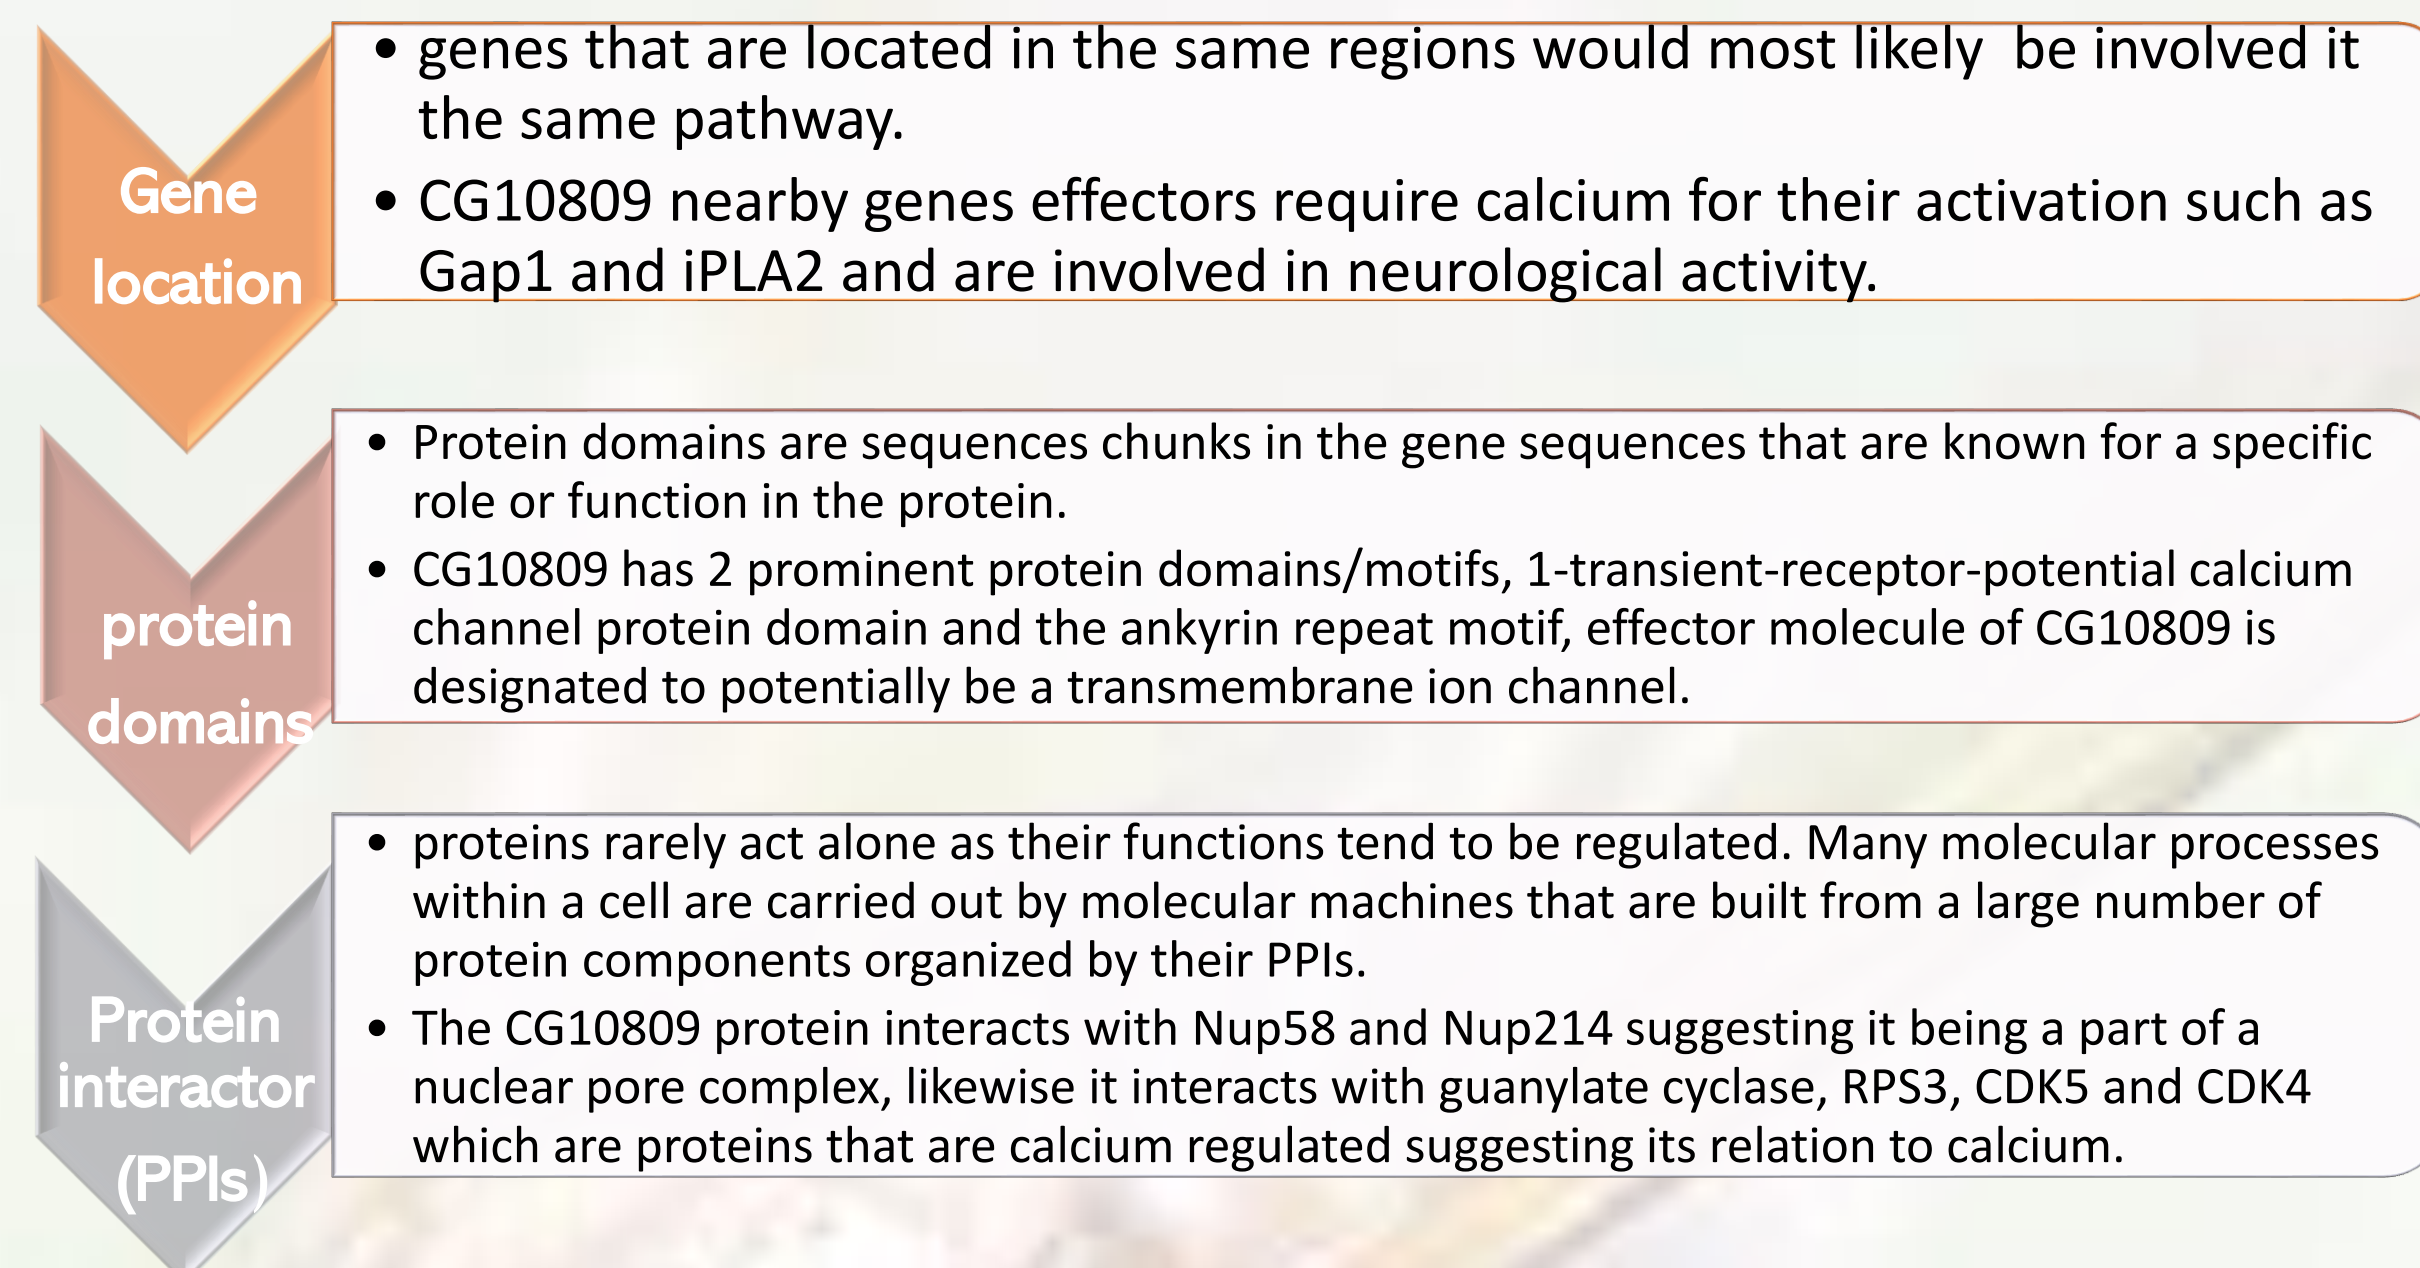 Gene
location
• genes that are located in the same regions would most likely  be involved it
the same pathway.
• CG10809 nearby genes effectors require calcium for their activation such as
Gap1 and iPLA2 and are involved in neurological activity.
protein
domains
• Protein domains are sequences chunks in the gene sequences that are known for a specific
role or function in the protein.
• CG10809 has 2 prominent protein domains/motifs, 1-transient-receptor-potential calcium
channel protein domain and the ankyrin repeat motif, effector molecule of CG10809 is
designated to potentially be a transmembrane ion channel.
Protein
interactor
(PPIs)
• proteins rarely act alone as their functions tend to be regulated. Many molecular processes
within a cell are carried out by molecular machines that are built from a large number of
protein components organized by their PPIs.
• The CG10809 protein interacts with Nup58 and Nup214 suggesting it being a part of a
nuclear pore complex, likewise it interacts with guanylate cyclase, RPS3, CDK5 and CDK4
which are proteins that are calcium regulated suggesting its relation to calcium.